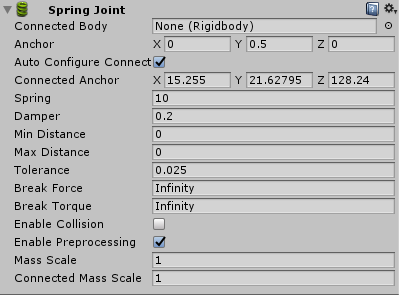 Spring Joint
Connected Body None (Rigidbody)
Anchor X 0 Y 0.5 Z 0
Auto Configure Connect
Connected Anchor X 15.255 Y 21.62795 Z 128.24
Spring 10
Damper 0.2
Min Distance 0
Max Distance 0
Tolerance 0.025
Break Force Infinity
Break Torque Infinity
Enable Collision
Enable Preprocessing
Mass Scale 1
Connected Mass Scale 1